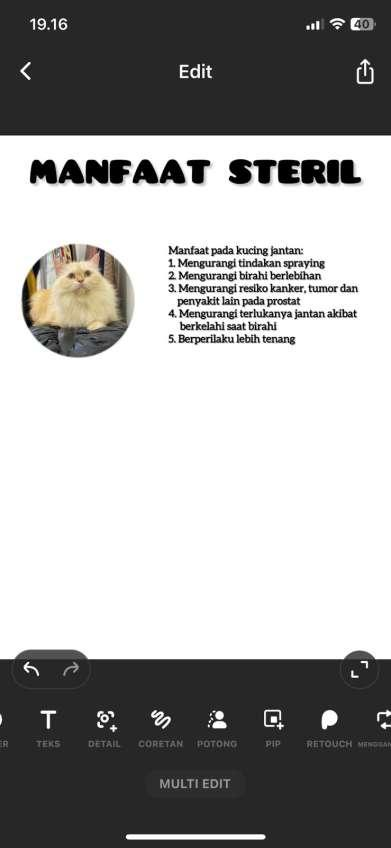 19.16
40
Edit
MANFAAT STERIL
Manfaat pada kucing jantan:
1. Mengurangi tindakan spraying
2. Mengurangi birahi berlebihan
3. Mengurangi resiko kanker, tumor dan
penyakit lain pada prostat
4. Mengurangi terlukanya jantan akibat
berkelahi saat birahi
5. Berperilaku lebih tenang
ER TEKS DETAIL CORETAN POTONG PIP RETOUCH MENGGAN
MULTI EDIT